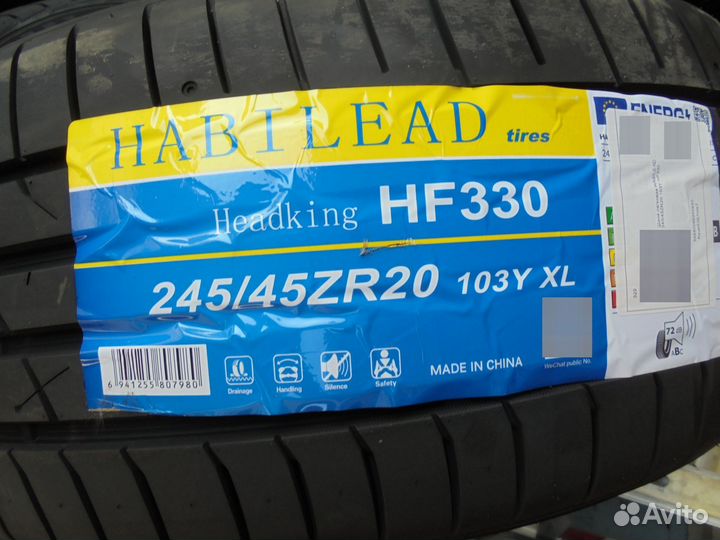 HABILEAD tires
ENERG
Headking HF330
245/45ZR20 103Y XL
72 dB
ABC
6 941255 807980
Drainage
Handling
Silence
Safety
MADE IN CHINA
WeChat public No.
B
Avito